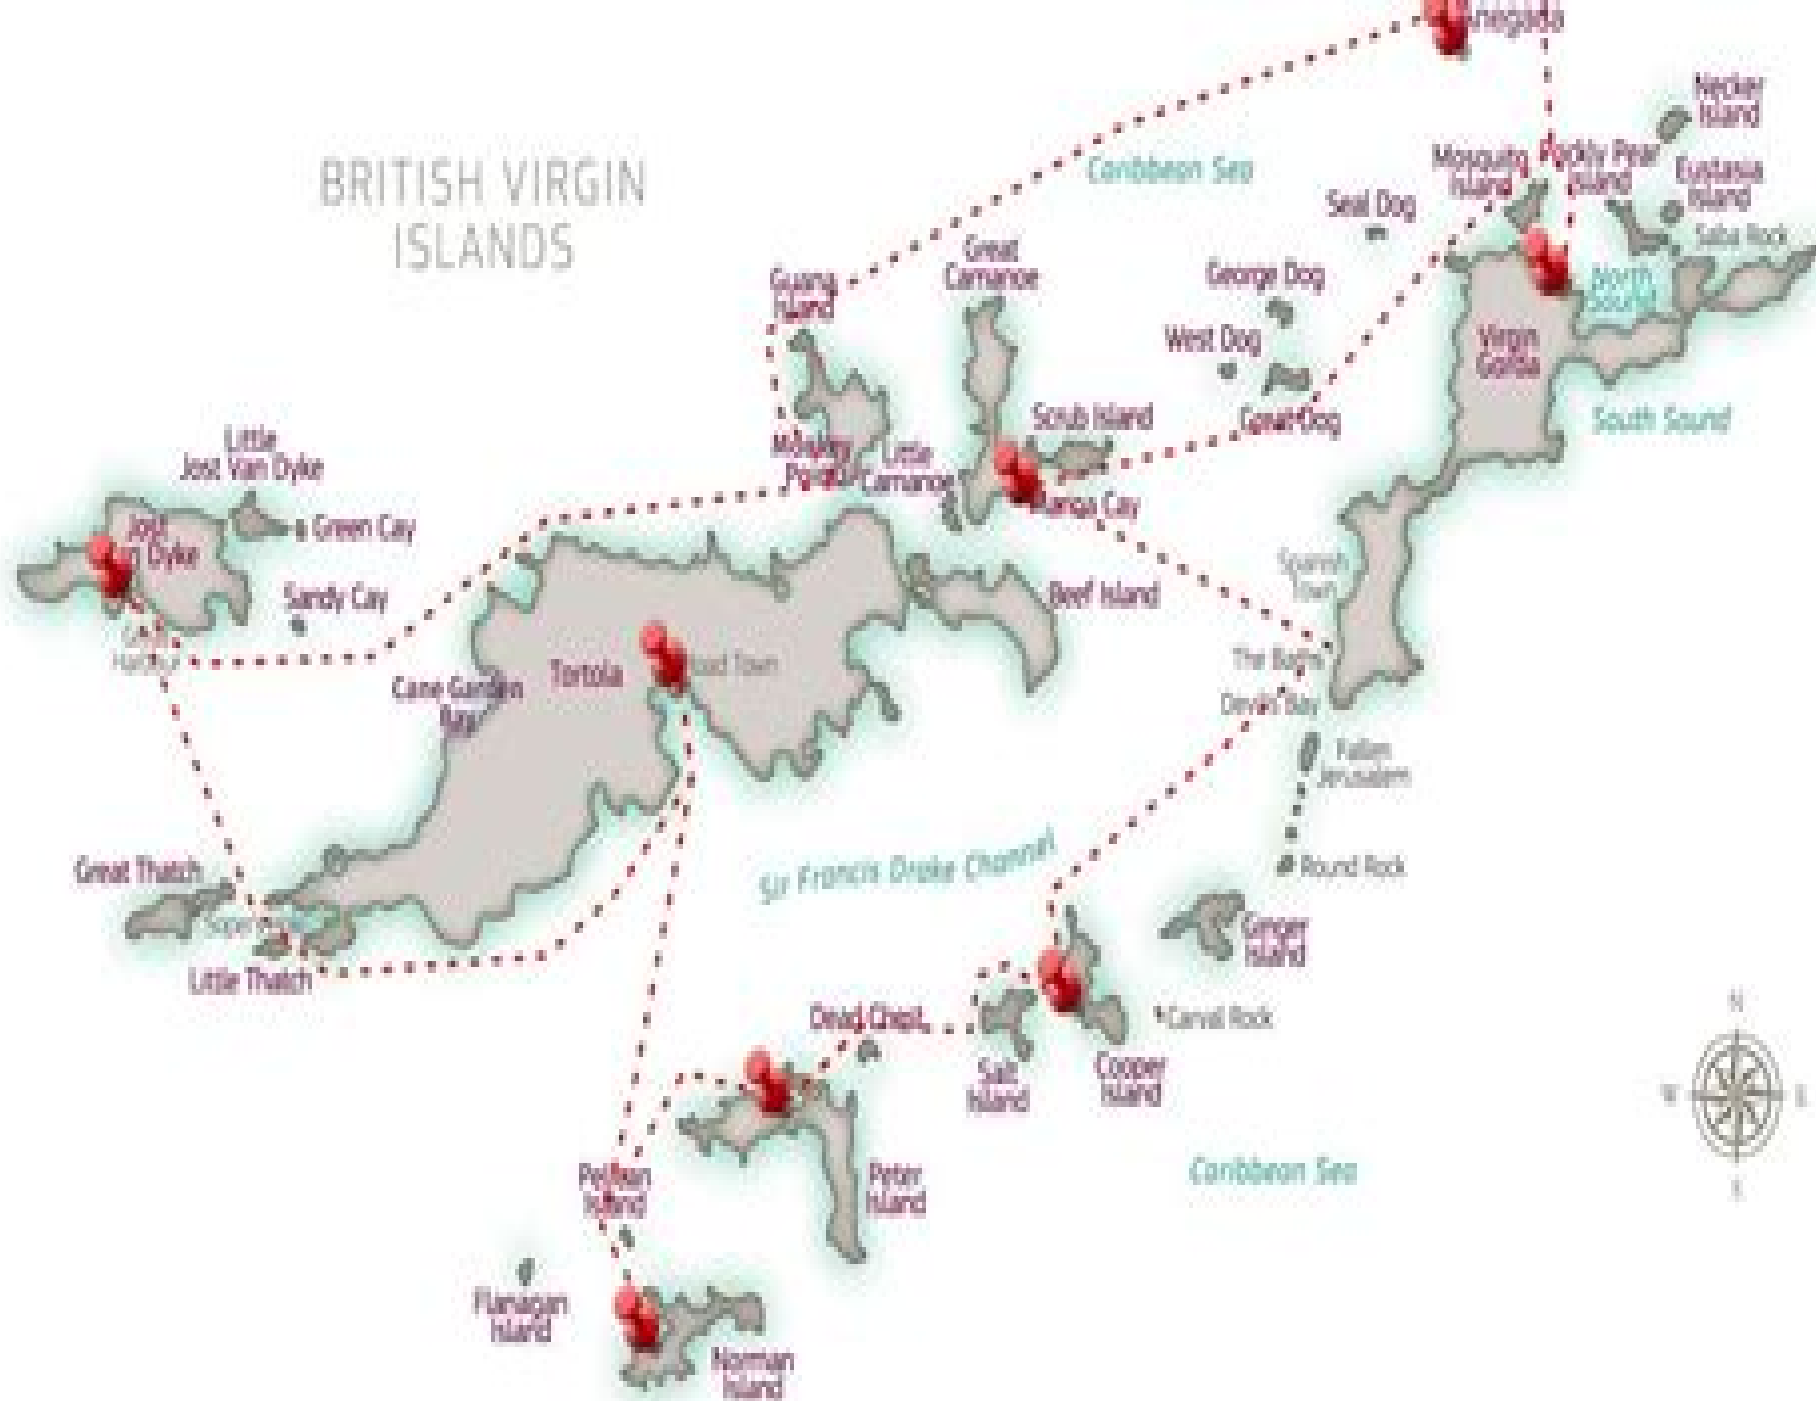 Anegada
Necker
Island
BRITISH VIRGIN
ISLANDS
Caribbean Sea
Mosquito
Island
Prickly Pear
Island
Eustasia
Island
Seal Dog
Saba Rock
Great
Camanoe
George Dog
Guana
Island
North
Sound
West Dog
Virgin
Gorda
Great Dog
Scrub Island
South Sound
Little
Jost Van Dyke
Monkey
Point
Little
Camanoe
Green Cay
Jost
Dyke
Spanish
Town
Sandy Cay
Beef Island
Harbour
Tortola
Road Town
The Baths
Cane Garden
Bay
Devils Bay
Fallen
Jerusalem
Sir Francis Drake Channel
Great Thatch
Round Rock
Ginger
Island
Little Thatch
Dead Chest
Carval Rock
Salt
Island
Cooper
Island
N
W
E
S
Pelican
Island
Peter
Island
Caribbean Sea
Flanagan
Island
Norman
Island